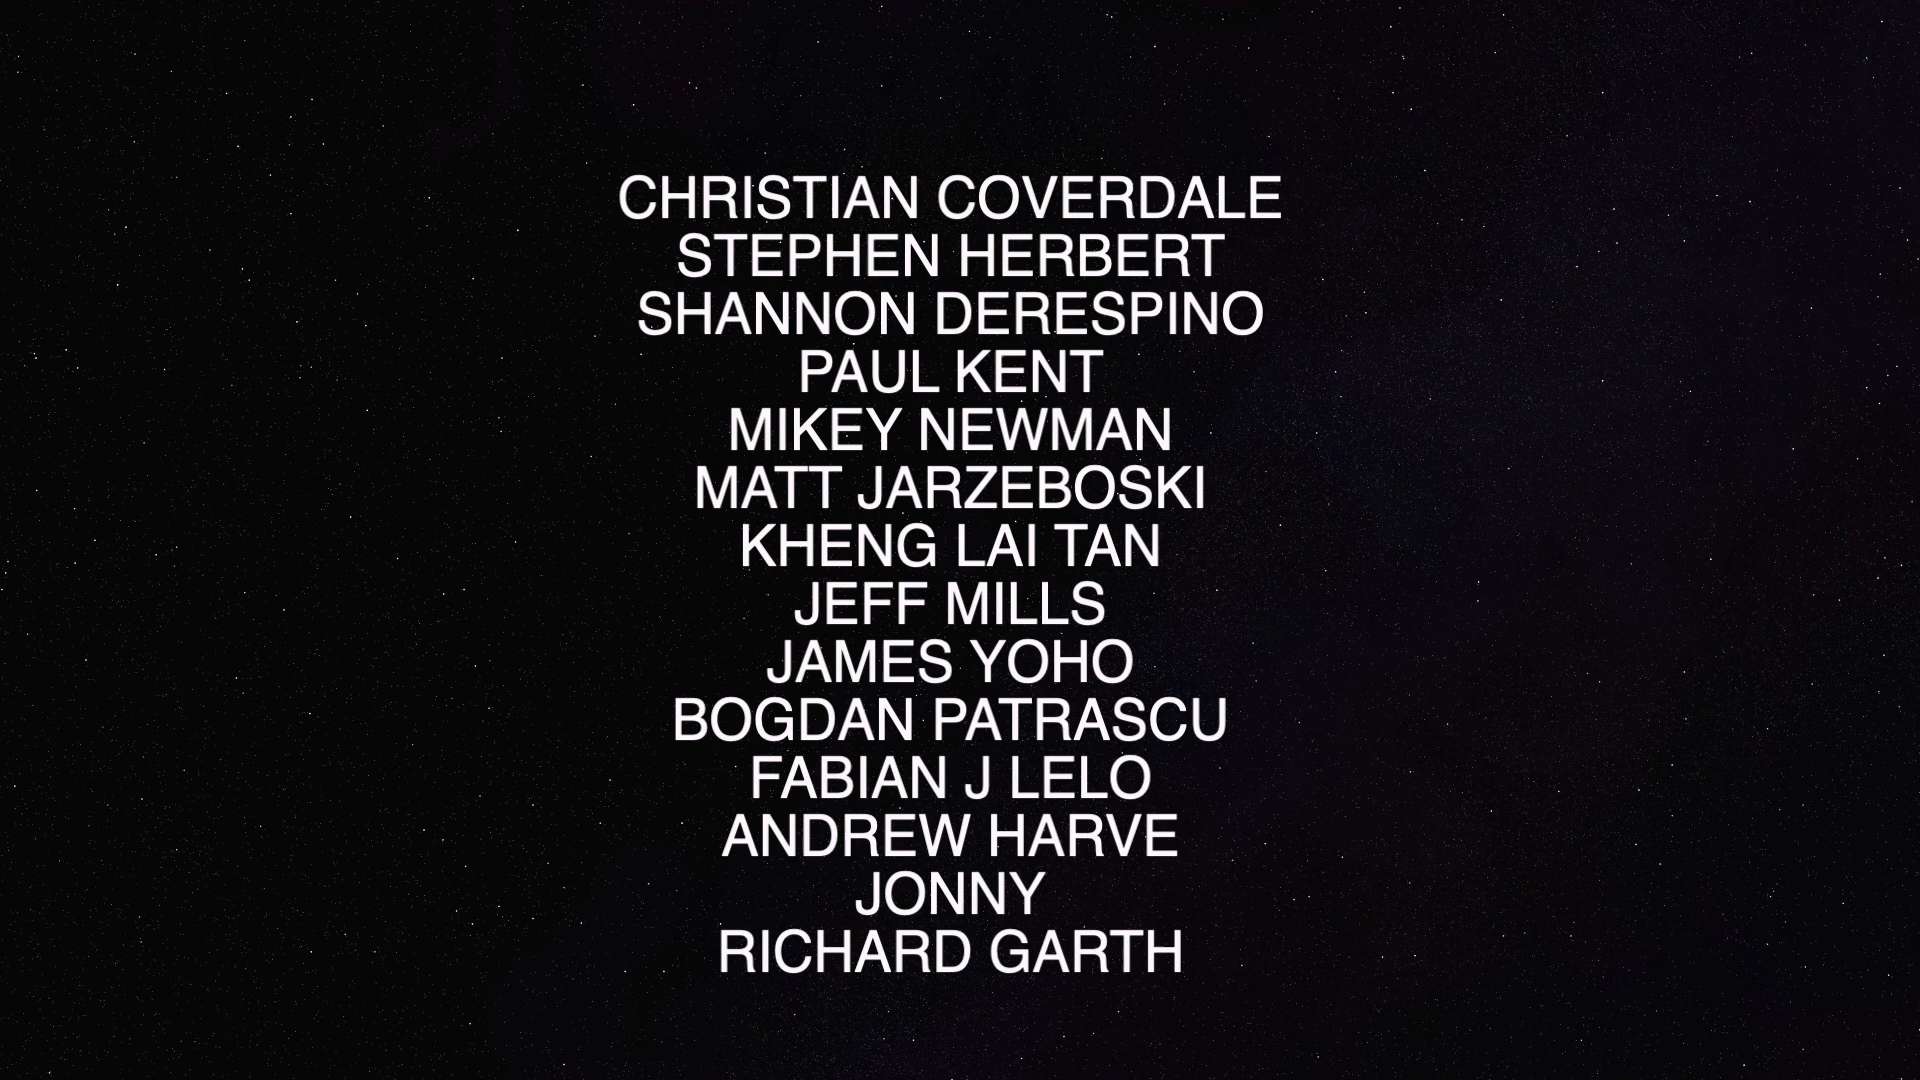 CHRISTIAN COVERDALE
STEPHEN HERBERT
SHANNON DERESPINO
PAUL KENT
MIKEY NEWMAN
MATT JARZEBOSKI
KHENG LAI TAN
JEFF MILLS
JAMES YOHO
BOGDAN PATRASCU
FABIAN J LELO
ANDREW HARVE
JONNY
RICHARD GARTH